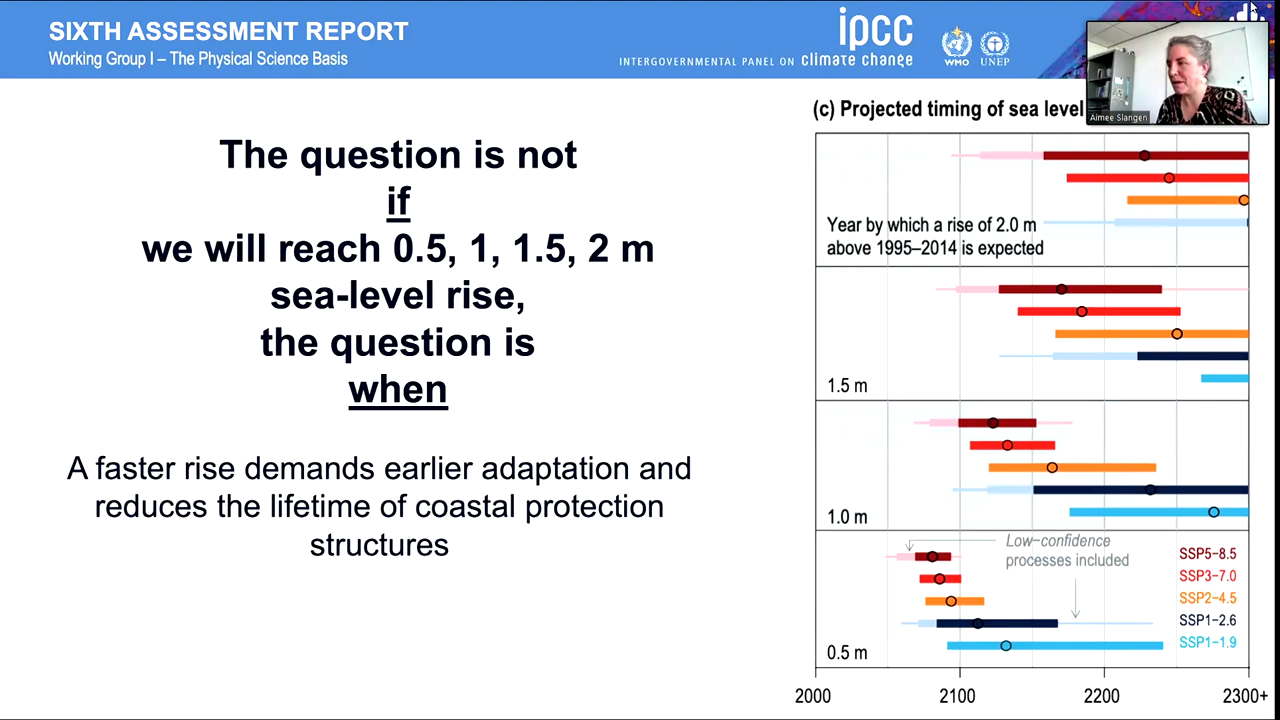 SIXTH ASSESSMENT REPORT
Working Group I – The Physical Science Basis
ipcc
INTERGOVERNMENTAL PANEL ON climate change
WMO
UNEP
Aimee Slangen
The question is not
if
we will reach 0.5, 1, 1.5, 2 m
sea-level rise,
the question is
when
A faster rise demands earlier adaptation and
reduces the lifetime of coastal protection
structures
(c) Projected timing of sea level
Year by which a rise of 2.0 m
above 1995–2014 is expected
1.5 m
1.0 m
Low-confidence
processes included
SSP5-8.5
SSP3-7.0
SSP2-4.5
SSP1-2.6
SSP1-1.9
0.5 m
2000
2100
2200
2300+